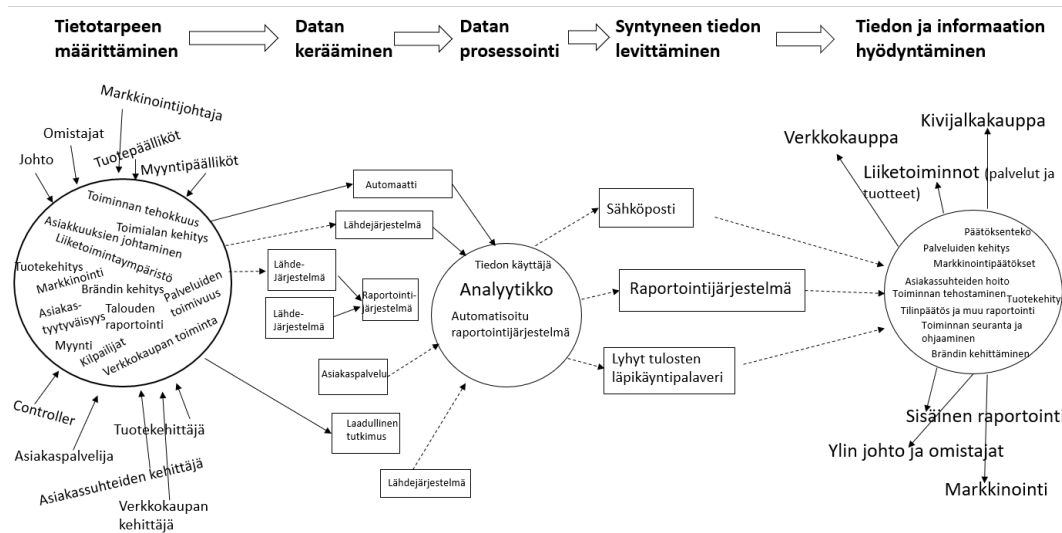 Tietotarpeen
määrittäminen
Datan
kerääminen
Datan
prosessointi
Syntyneen tiedon
levittäminen
Tiedon ja informaation
hyödyntäminen
Markkinointijohtaja
Omistajat
Tuotepäälliköt
Johto
Myyntipäälliköt
Toiminnan tehokkuus
Asiakkuuksien johtaminen
Toimialan kehitys
Liiketoimintaympäristö
Tuotekehitys
Markkinointi
Brändin kehitys
Palveluiden
toimivuus
Asiakas-
tyytyväisyys
Talouden
raportointi
Myynti
Kilpailijat
Verkkokaupan toiminta
Controller
Asiakaspalvelija
Tuotekehittäjä
Asiakassuhteiden kehittäjä
Verkkokaupan
kehittäjä
Automaatti
Lähdejärjestelmä
Lähde-
Järjestelmä
Lähde-
Järjestelmä
Raportointi-
järjestelmä
Asiakaspalvelu
Laadullinen
tutkimus
Lähdejärjestelmä
Tiedon käyttäjä
Analyytikko
Automatisoitu
raportointijärjestelmä
Sähköposti
Raportointijärjestelmä
Lyhyt tulosten
läpikäyntipalaveri
Kivijalkakauppa
Verkkokauppa
Liiketoiminnot (palvelut ja
tuotteet)
Päätöksenteko
Palveluiden kehitys
Markkinointipäätökset
Asiakassuhteiden hoito
Toiminnan tehostaminen
Tuotekehitys
Tilinpäätös ja muu raportointi
Toiminnan seuranta ja
ohjaaminen
Brändin kehittäminen
Sisäinen raportointi
Ylin johto ja omistajat
Markkinointi